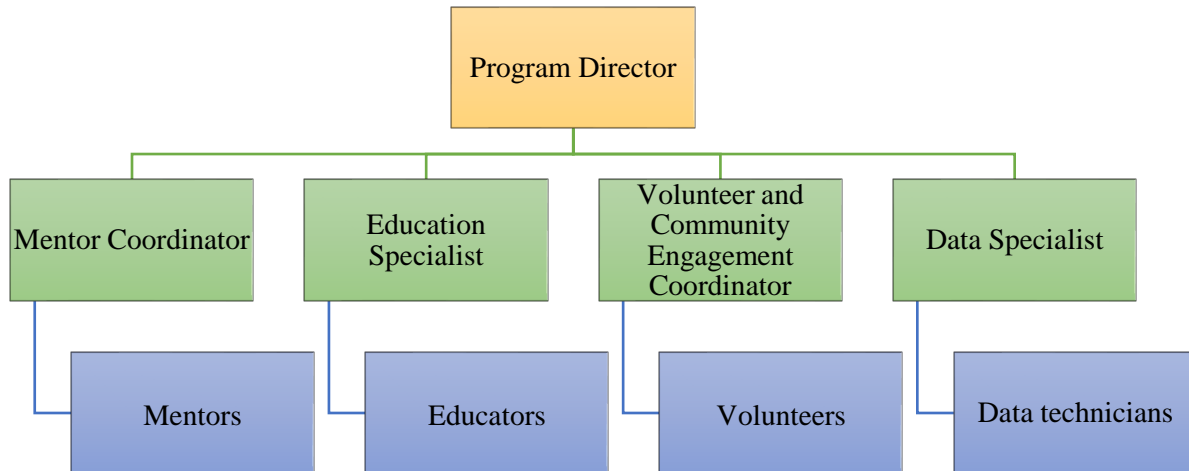 Program Director
Mentor Coordinator
Education
Specialist
Volunteer and
Community
Engagement
Coordinator
Data Specialist
Mentors
Educators
Volunteers
Data technicians